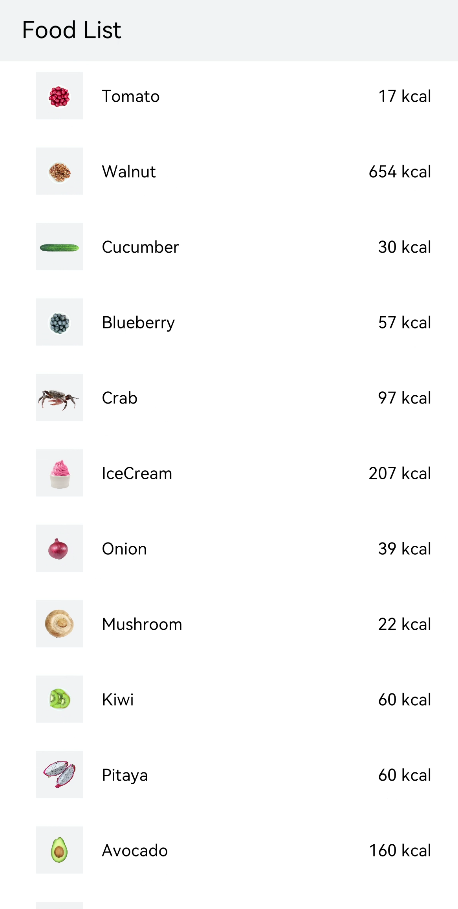 Food List
Tomato 17 kcal
Walnut 654 kcal
Cucumber 30 kcal
Blueberry 57 kcal
Crab 97 kcal
IceCream 207 kcal
Onion 39 kcal
Mushroom 22 kcal
Kiwi 60 kcal
Pitaya 60 kcal
Avocado 160 kcal